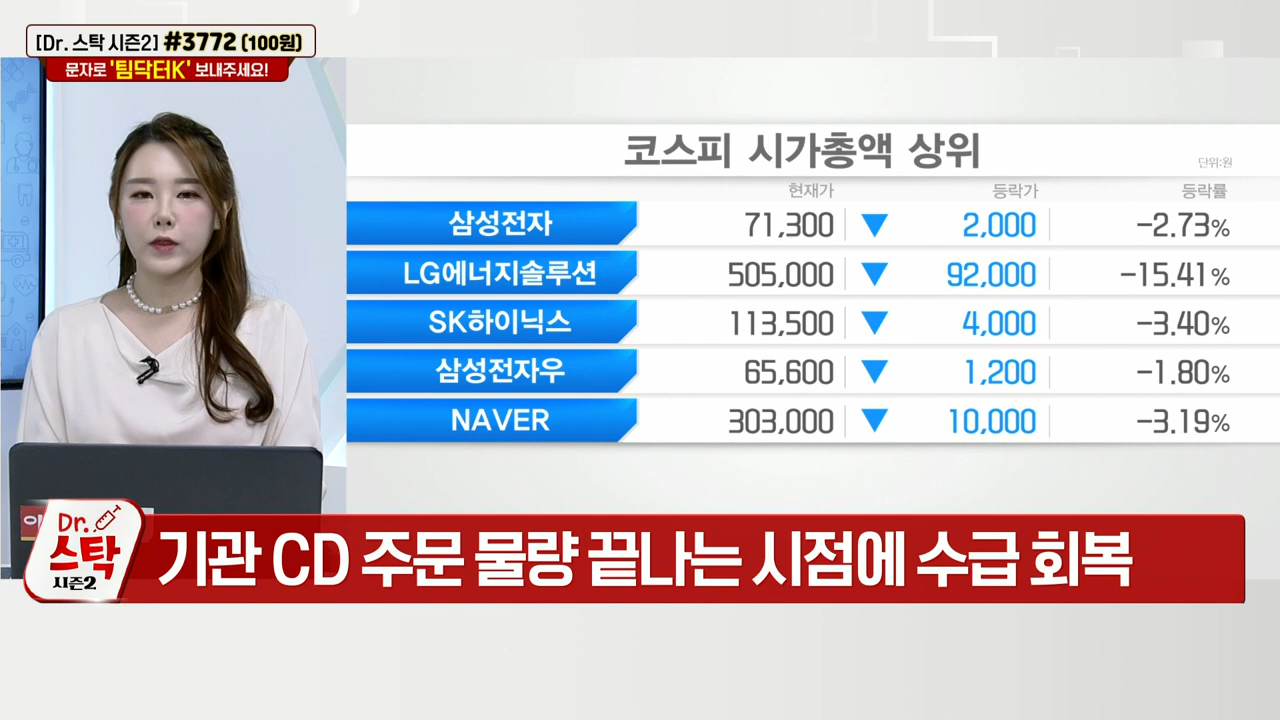 [Dr. 스탁 시즌2] #3772 (100원)
문자로 '팀닥터K' 보내주세요!
코스피 시가총액 상위
단위:원
현재가 등락가 등락률
삼성전자 71,300 ▼ 2,000 -2.73%
LG에너지솔루션 505,000 ▼ 92,000 -15.41%
SK하이닉스 113,500 ▼ 4,000 -3.40%
삼성전자우 65,600 ▼ 1,200 -1.80%
NAVER 303,000 ▼ 10,000 -3.19%
Dr.
스탁
시즌2
기관 CD 주문 물량 끝나는 시점에 수급 회복